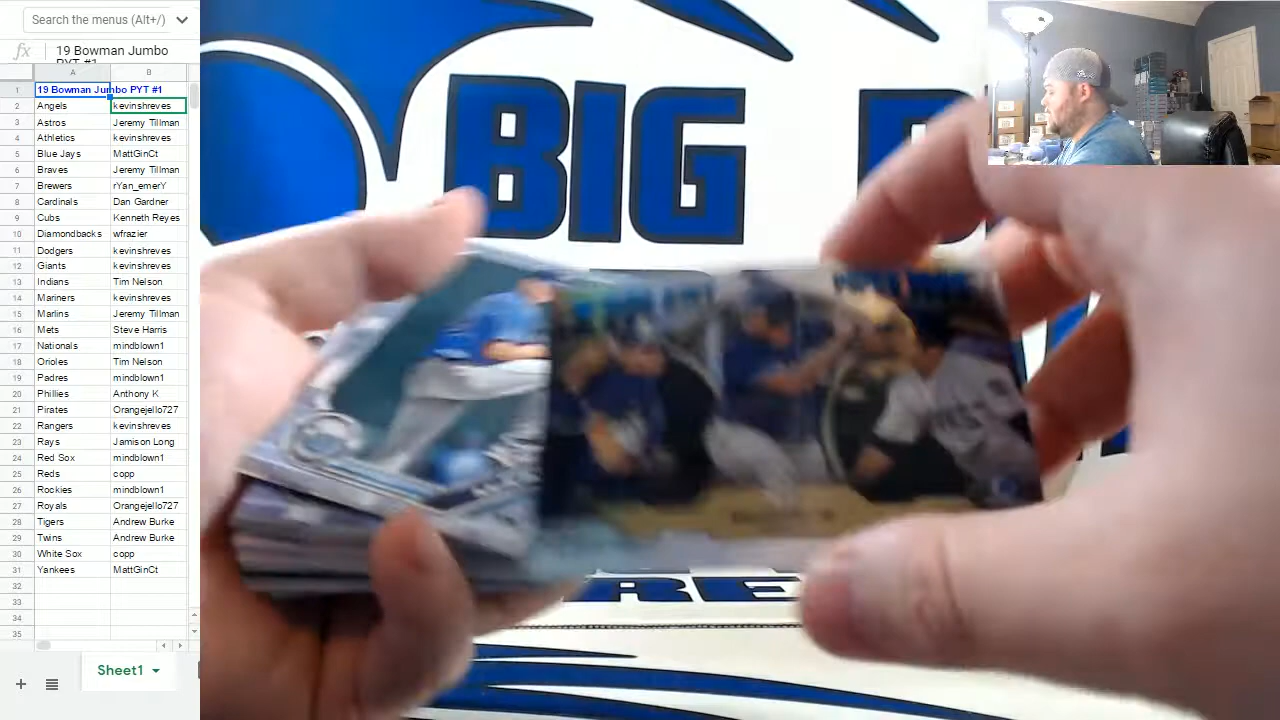 Search the menus (Alt+/)
fx 19 Bowman Jumbo
PYT #1
A B
1 19 Bowman Jumbo PYT #1
2 Angels kevinshreves
3 Astros Jeremy Tillman
4 Athletics kevinshreves
5 Blue Jays MattGinCt
6 Braves Jeremy Tillman
7 Brewers rYan_emerY
8 Cardinals Dan Gardner
9 Cubs Kenneth Reyes
10 Diamondbacks wfrazier
11 Dodgers kevinshreves
12 Giants kevinshreves
13 Indians Tim Nelson
14 Mariners kevinshreves
15 Marlins Jeremy Tillman
16 Mets Steve Harris
17 Nationals mindblown1
18 Orioles Tim Nelson
19 Padres mindblown1
20 Phillies Anthony K
21 Pirates Orangejello727
22 Rangers kevinshreves
23 Rays Jamison Long
24 Red Sox mindblown1
25 Reds copp
26 Rockies mindblown1
27 Royals Orangejello727
28 Tigers Andrew Burke
29 Twins Andrew Burke
30 White Sox copp
31 Yankees MattGinCt
32
33
34
35
Sheet1
BIG
RE